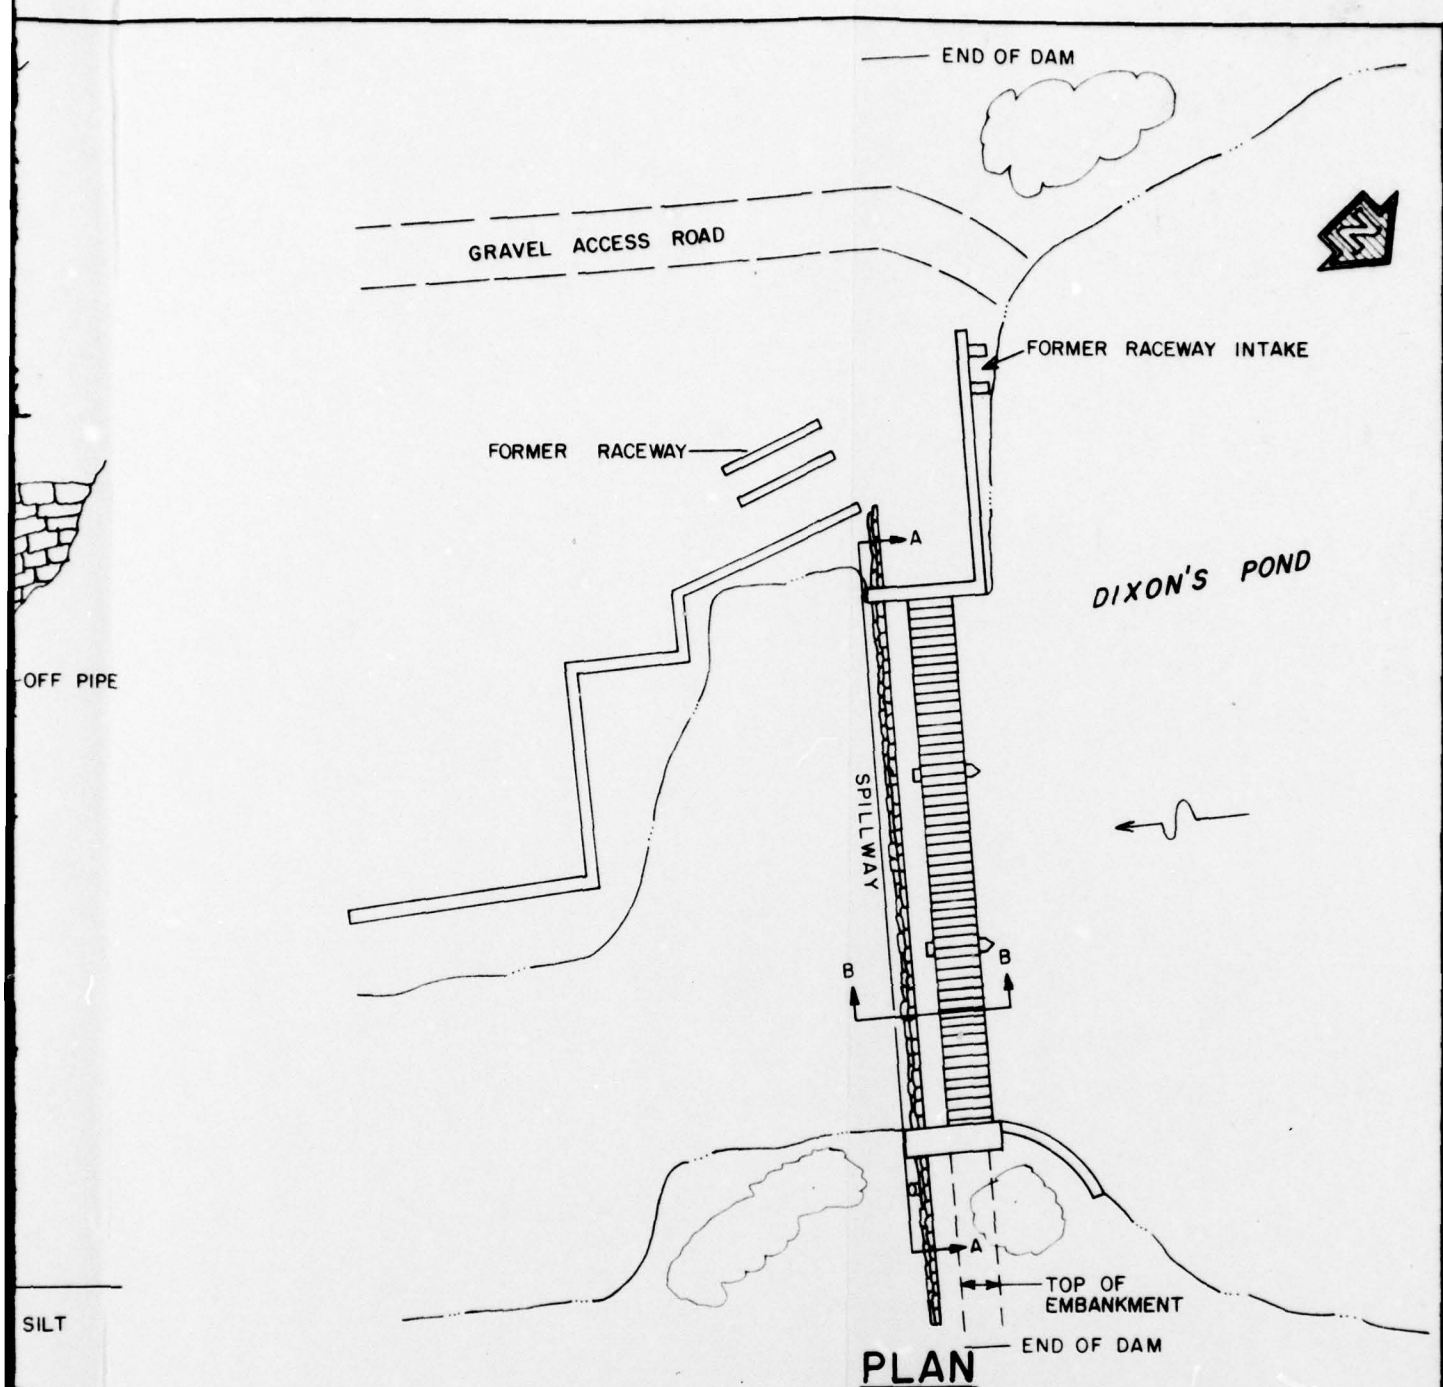 END OF DAM
N
GRAVEL ACCESS ROAD
FORMER RACEWAY INTAKE
FORMER RACEWAY
A
DIXON'S POND
OFF PIPE
SPILLWAY
B
B
A
TOP OF
EMBANKMENT
SILT
END OF DAM
PLAN